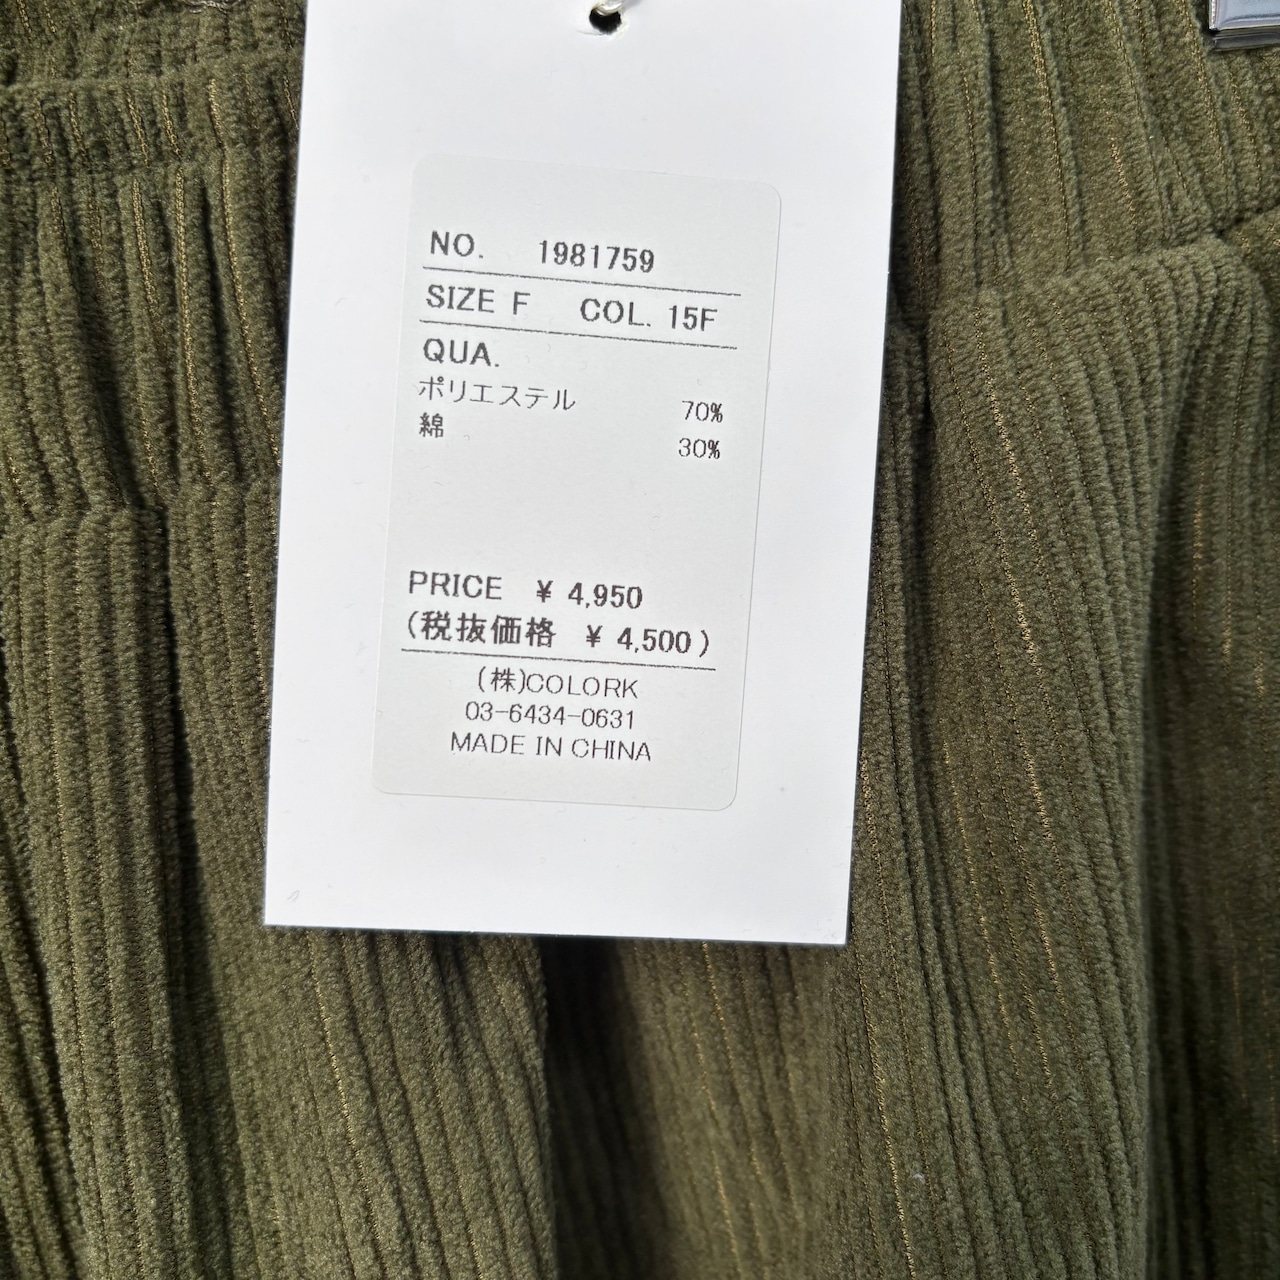 NO. 1981759
SIZE F COL. 15F
QUA.
ポリエステル 70%
綿 30%
PRICE ¥ 4,950
(税抜価格 ¥ 4,500)
(株)COLORK
03-6434-0631
MADE IN CHINA